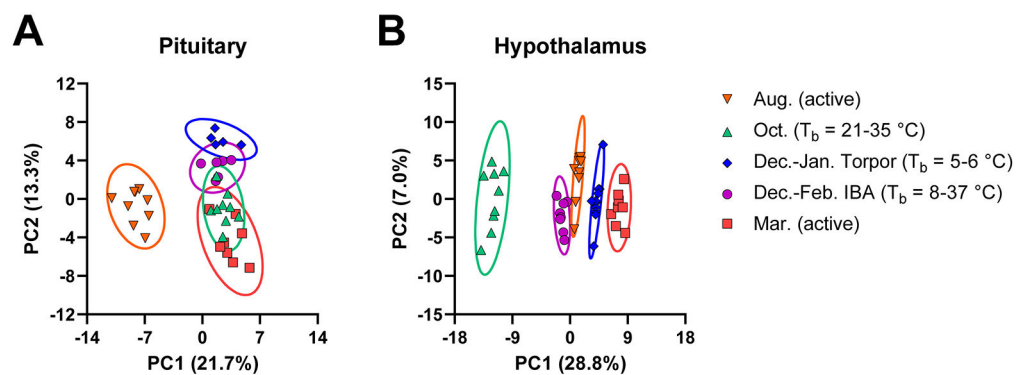 A
Pituitary
PC2 (13.3%)
12
8
4
0
-4
-8
-12
-14
-7
0
7
14
PC1 (21.7%)
B
Hypothalamus
PC2 (7.0%)
15
10
5
0
-5
-10
-15
-18
-9
0
9
18
PC1 (28.8%)
Aug. (active)
Oct. (Tb = 21-35 °C)
Dec.-Jan. Torpor (Tb = 5-6 °C)
Dec.-Feb. IBA (Tb = 8-37 °C)
Mar. (active)